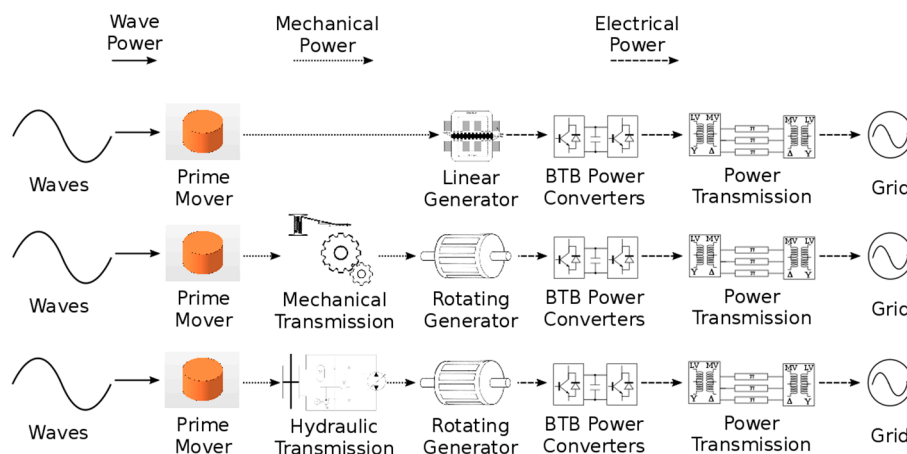 Wave
Power
Mechanical
Power
Electrical
Power
LV MV
MV LV
Y Δ
Δ Y
Waves
Prime
Mover
Linear
Generator
BTB Power
Converters
Power
Transmission
Grid
LV MV
MV LV
Y Δ
Δ Y
Waves
Prime
Mover
Mechanical
Transmission
Rotating
Generator
BTB Power
Converters
Power
Transmission
Grid
LV MV
MV LV
Y Δ
Δ Y
Waves
Prime
Mover
Hydraulic
Transmission
Rotating
Generator
BTB Power
Converters
Power
Transmission
Grid